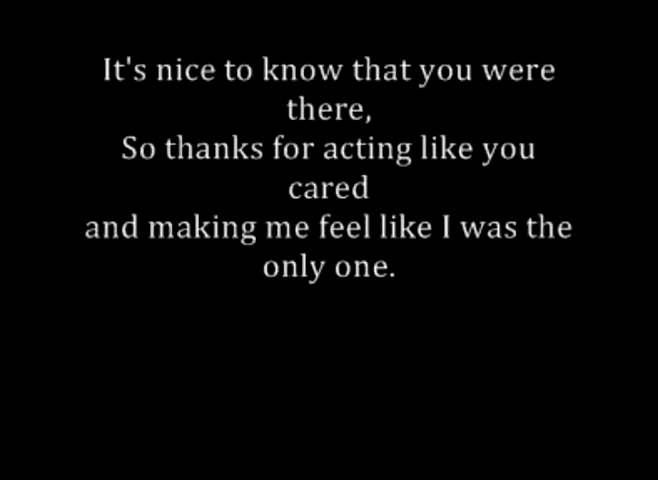 It's nice to know that you were
there,
So thanks for acting like you
cared
and making me feel like I was the
only one.